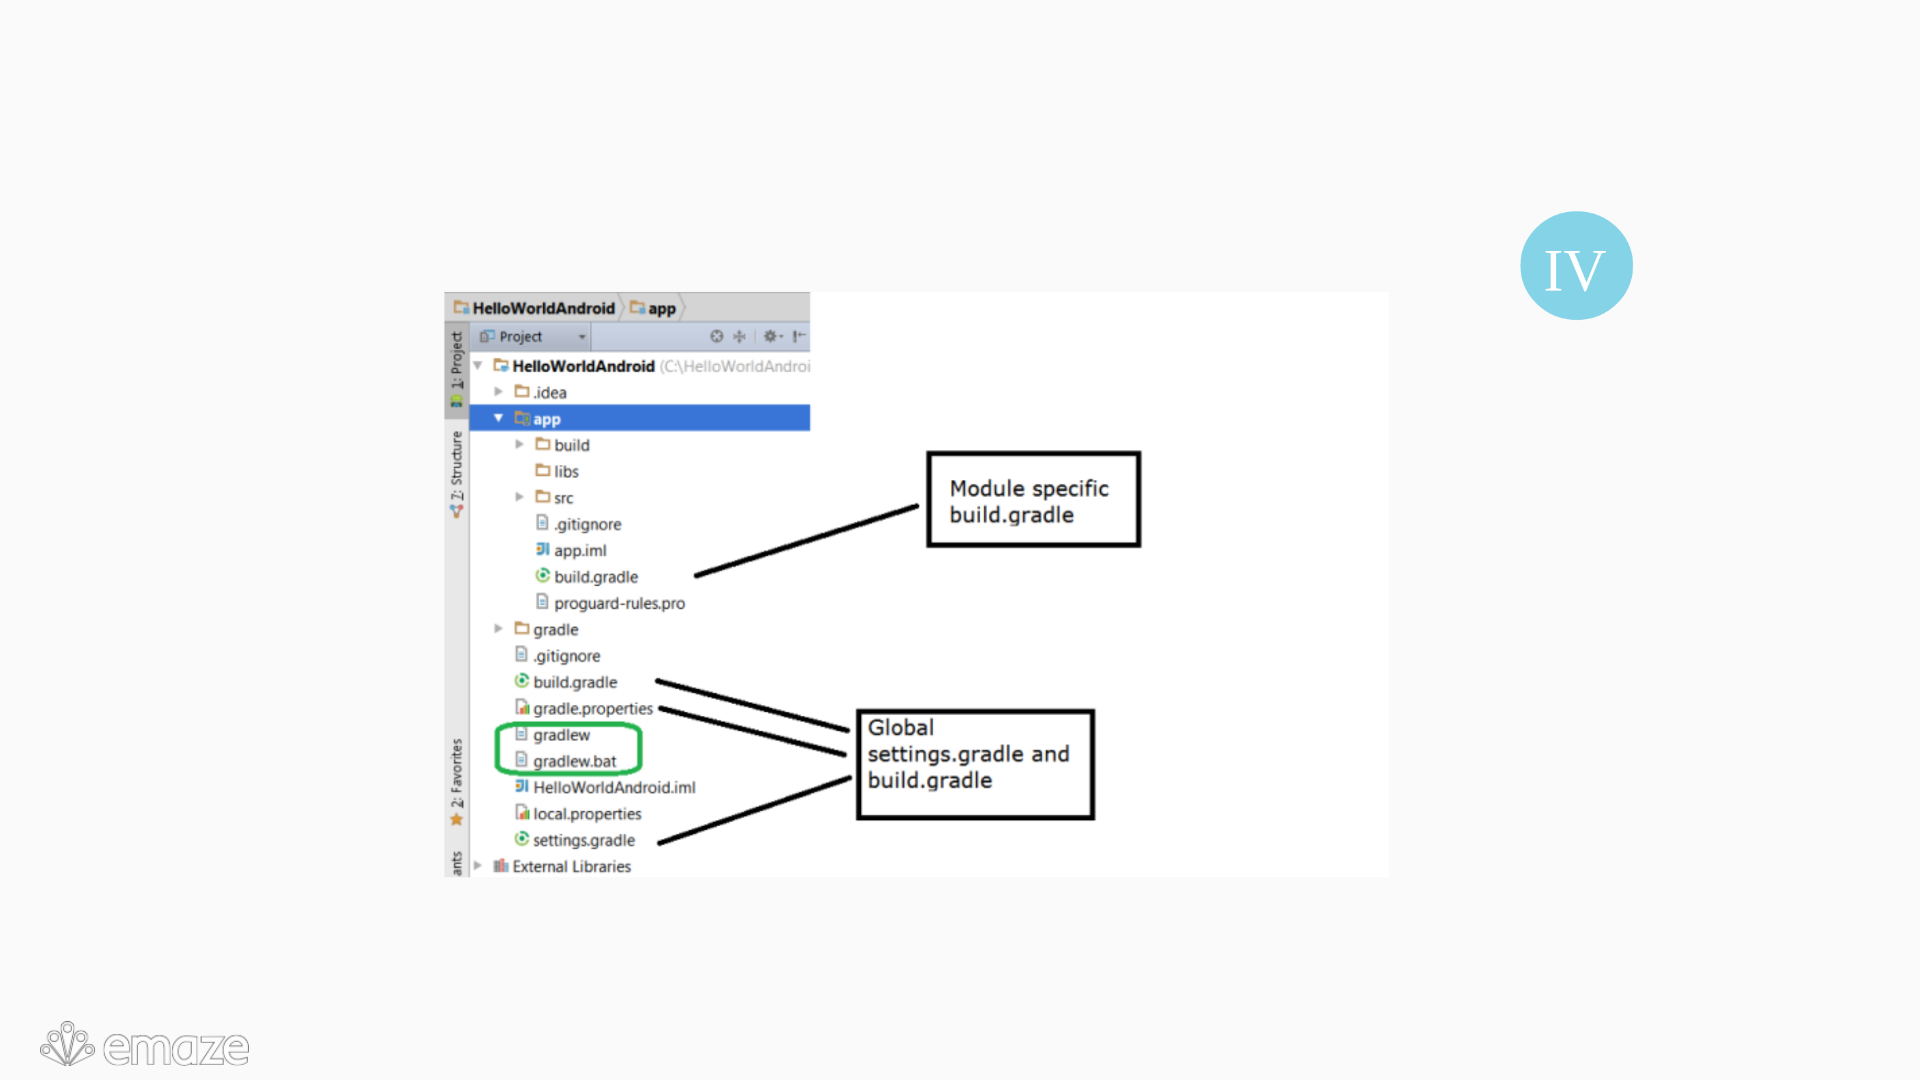 IV
HelloWorldAndroid app
Project
1: Project
HelloWorldAndroid (C:\HelloWorldAndroi
.idea
app
build
7: Structure
libs
src
Module specific
build.gradle
.gitignore
app.iml
build.gradle
proguard-rules.pro
gradle
.gitignore
build.gradle
gradle.properties
gradlew
gradlew.bat
Global
settings.gradle and
build.gradle
2: Favorites
HelloWorldAndroid.iml
local.properties
settings.gradle
ants
External Libraries
emaze